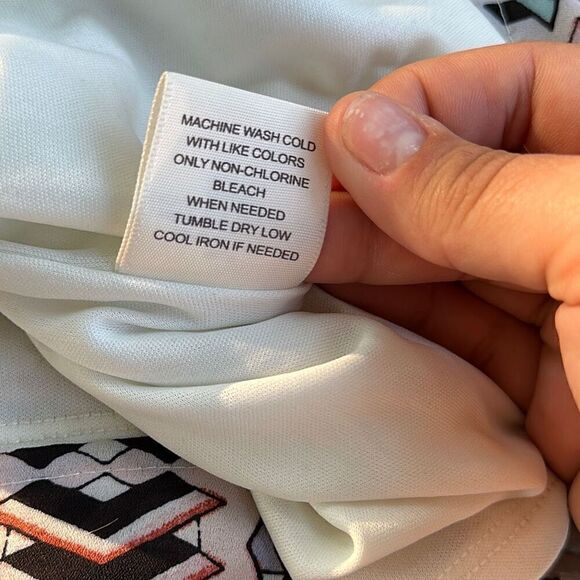 MACHINE WASH COLD
WITH LIKE COLORS
ONLY NON-CHLORINE
BLEACH
WHEN NEEDED
TUMBLE DRY LOW
COOL IRON IF NEEDED